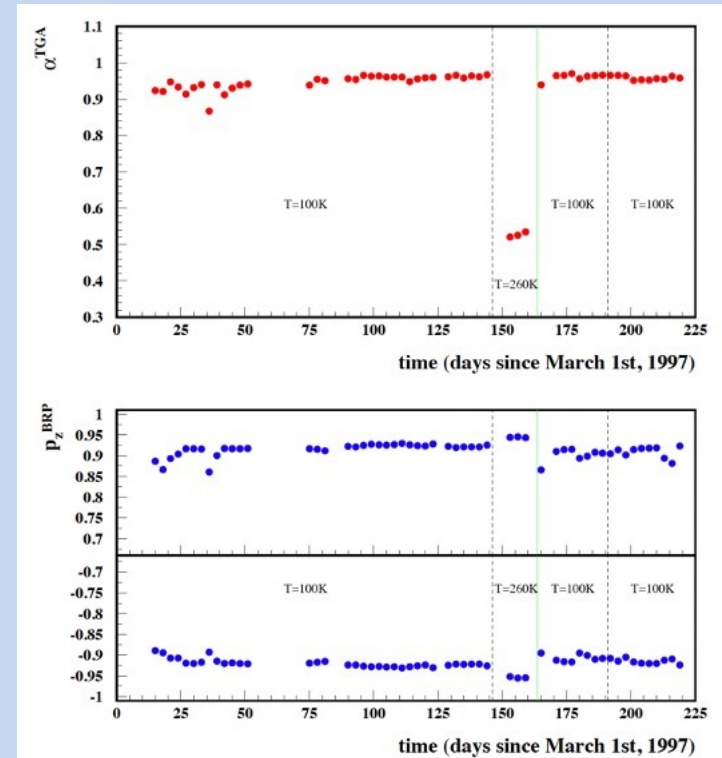 α^TGA
1.1
1
0.9
0.8
0.7
0.6
0.5
0.4
0.3
T=100K
T=260K
T=100K
T=100K
0 25 50 75 100 125 150 175 200 225
time (days since March 1st, 1997)
p_z^BRP
1
0.95
0.9
0.85
0.8
0.75
0.7
-0.7
-0.75
-0.8
-0.85
-0.9
-0.95
-1
T=100K T=260K T=100K T=100K
0 25 50 75 100 125 150 175 200 225
time (days since March 1st, 1997)